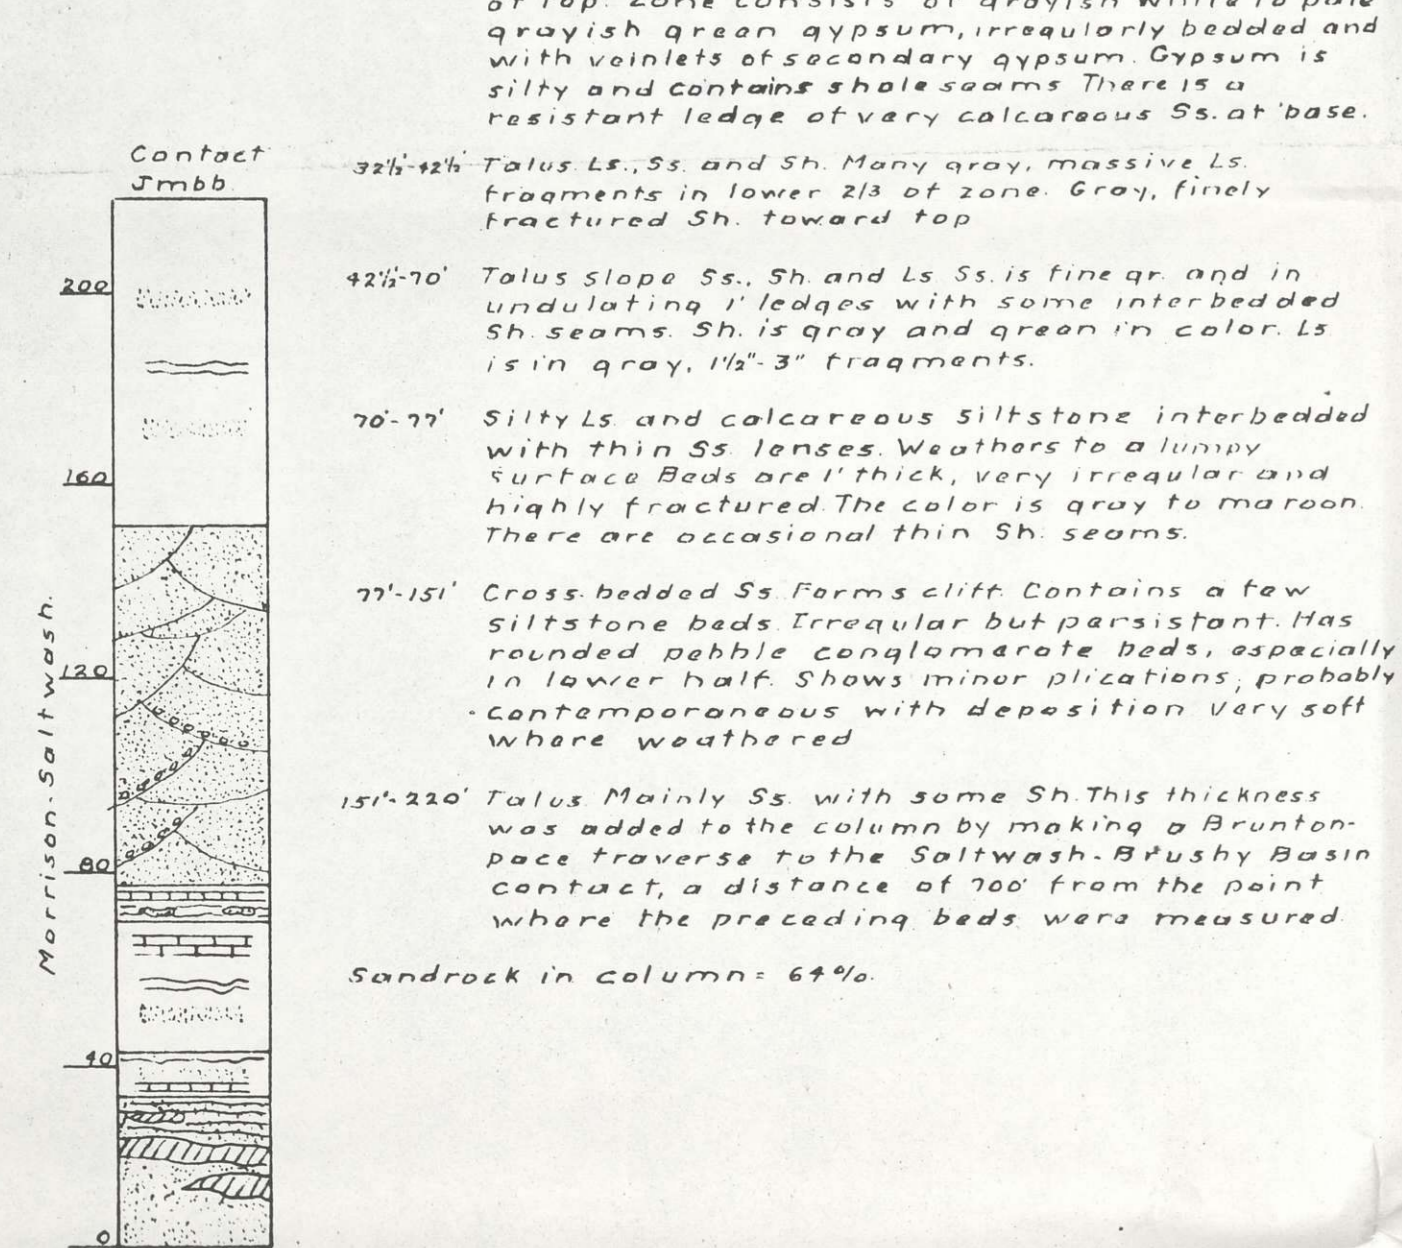 of top. Zone consists of grayish white to pale
grayish green gypsum, irregularly bedded and
with veinlets of secondary gypsum. Gypsum is
silty and contains shale seams There is a
resistant ledge of very calcareous Ss. at base.
Contact
Jmbb.
32½'-42½' Talus. Ls., Ss. and Sh. Many gray, massive Ls.
fragments in lower 2/3 of zone. Gray, finely
fractured Sh. toward top
42½'-70' Talus slope Ss., Sh. and Ls. Ss. is fine gr. and in
undulating 1' ledges with some interbedded
Sh. seams. Sh. is gray and green in color. Ls
is in gray, 1½"-3" fragments.
70'-77' Silty Ls. and calcareous siltstone interbedded
with thin Ss. lenses. Weathers to a lumpy
surface Beds are 1' thick, very irregular and
highly fractured. The color is gray to maroon.
There are occasional thin Sh. seams.
77'-151' Cross-bedded Ss. Forms cliff. Contains a few
siltstone beds. Irregular but persistant. Has
rounded pebble conglomerate beds, especially
in lower half. Shows minor plications, probably
contemporaneous with deposition Very soft
where weathered
151'-220' Talus. Mainly Ss. with some Sh. This thickness
was added to the column by making a Brunton-
pace traverse to the Saltwash-Brushy Basin
contact, a distance of 700' from the point
where the preceding beds were measured.
Sandrock in column = 64%.
200
160
120
80
40
0
Morrison-Saltwash.